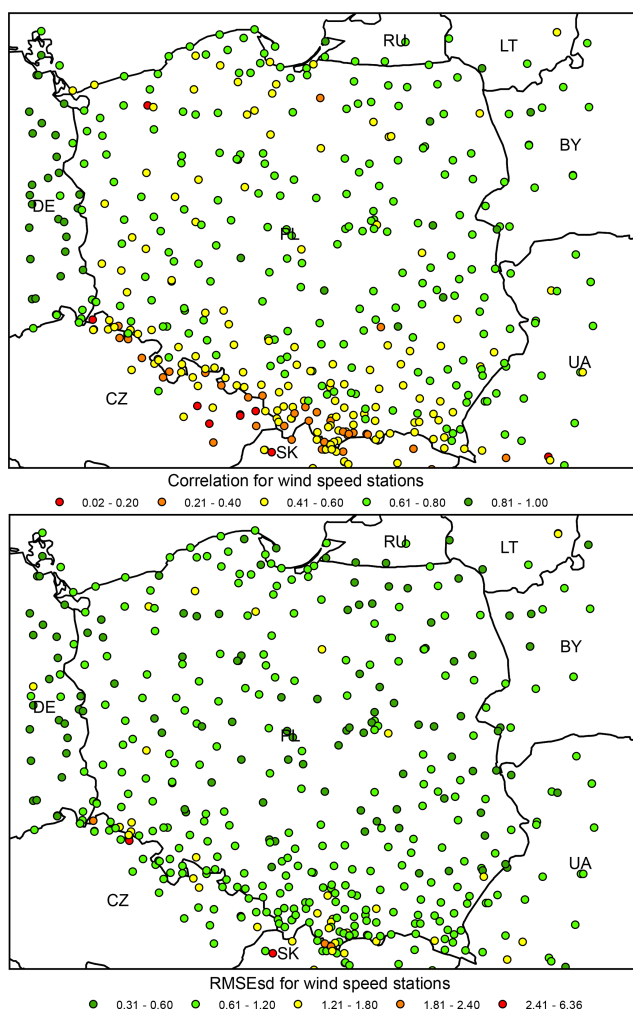 RU
LT
BY
DE
PL
UA
CZ
SK
Correlation for wind speed stations
0.02 - 0.20 0.21 - 0.40 0.41 - 0.60 0.61 - 0.80 0.81 - 1.00
RU
LT
BY
DE
PL
UA
CZ
SK
RMSEsd for wind speed stations
0.31 - 0.60 0.61 - 1.20 1.21 - 1.80 1.81 - 2.40 2.41 - 6.36